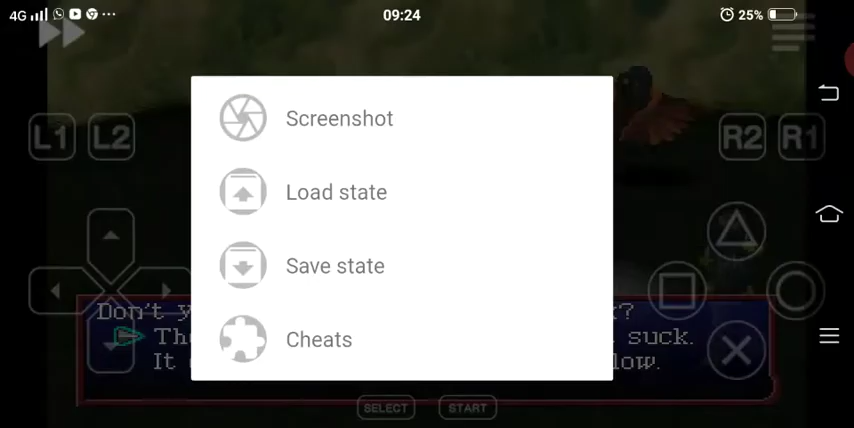 4G 09:24 25%
Screenshot
L1 L2 R2 R1
Load state
Save state
Don't y k?
Th suck.
It low.
Cheats
SELECT START